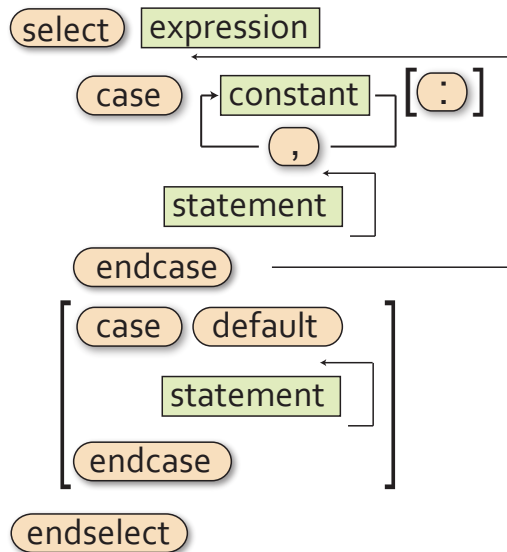 select expression
case constant [ : ]
,
statement
endcase
case default
statement
endcase
endselect